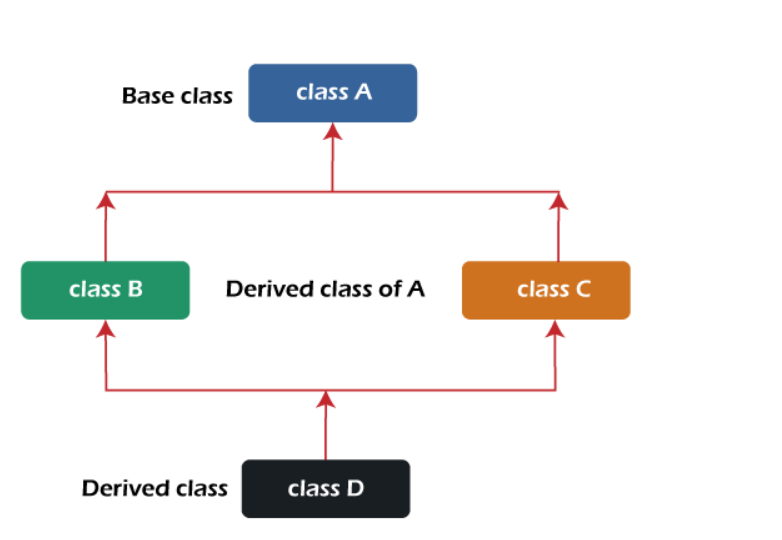 Base class
class A
class B
Derived class of A
class C
Derived class
class D